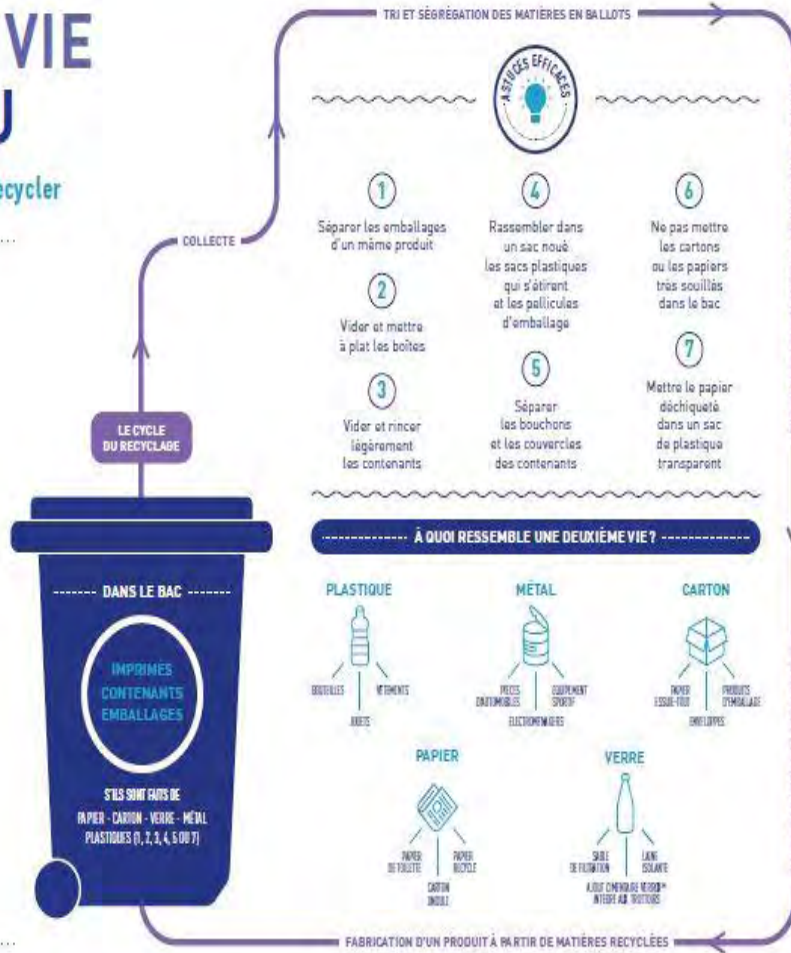 VIE
U
ecycler
TRI ET SÉGRÉGATION DES MATIÈRES EN BALLOTS
COLLECTE
LE CYCLE
DU RECYCLAGE
ASTUCES EFFICACES
1
Séparer les emballages
d'un même produit
2
Vider et mettre
à plat les boîtes
3
Vider et rincer
légèrement
les contenants
4
Rassembler dans
un sac noué
les sacs plastiques
qui s'étirent
et les pellicules
d'emballage
5
Séparer
les bouchons
et les couvercles
des contenants
6
Ne pas mettre
les cartons
ou les papiers
très souillés
dans le bac
7
Mettre le papier
déchiqueté
dans un sac
de plastique
transparent
DANS LE BAC
IMPRIMÉS
CONTENANTS
EMBALLAGES
S'ILS SONT FAITS DE
PAPIER - CARTON - VERRE - MÉTAL
PLASTIQUES (1, 2, 3, 4, 5 OU 7)
À QUOI RESSEMBLE UNE DEUXIÈME VIE ?
PLASTIQUE
BOUTEILLES
JOUETS
VÊTEMENTS
MÉTAL
PIÈCES
D'AUTOMOBILES
ÉLECTROMÉNAGERS
ÉQUIPEMENT
SPORTIF
CARTON
PAPIER
ESSUIE-TOUT
ENVELOPPES
PRODUITS
D'EMBALLAGE
PAPIER
PAPIER
DE TOILETTE
CARTON
ONDULÉ
PAPIER
RECYCLÉ
VERRE
SABLE
DE FILTRATION
AJOUT CIMENTAIRE
INTÉGRÉ AUX TROTTOIRS
LAINE
ISOLANTE
FABRICATION D'UN PRODUIT À PARTIR DE MATIÈRES RECYCLÉES